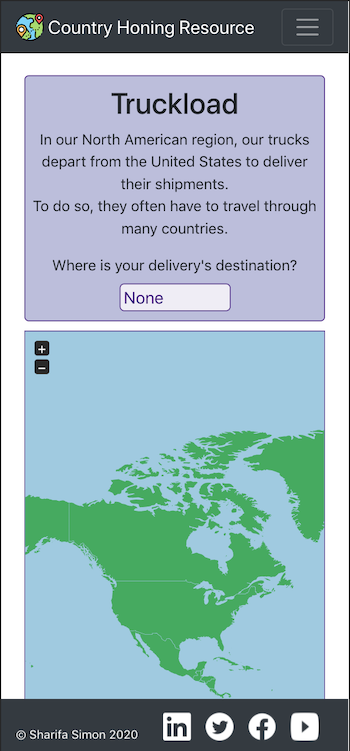 Country Honing Resource
Truckload
In our North American region, our trucks
depart from the United States to deliver
their shipments.
To do so, they often have to travel through
many countries.
Where is your delivery's destination?
None
+
−
© Sharifa Simon 2020
in
f